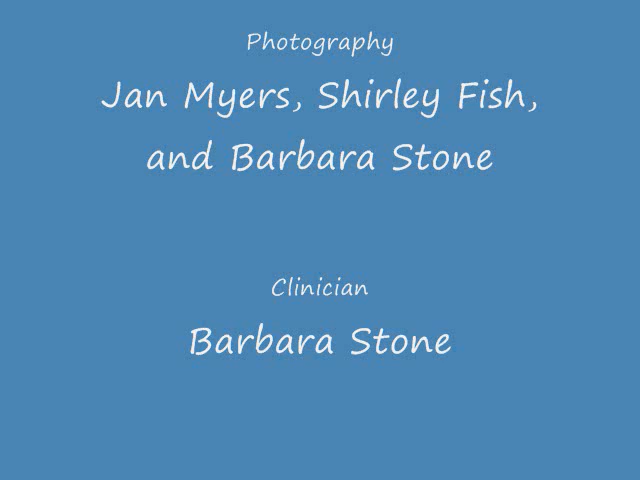 Photography
Jan Myers, Shirley Fish,
and Barbara Stone
Clinician
Barbara Stone